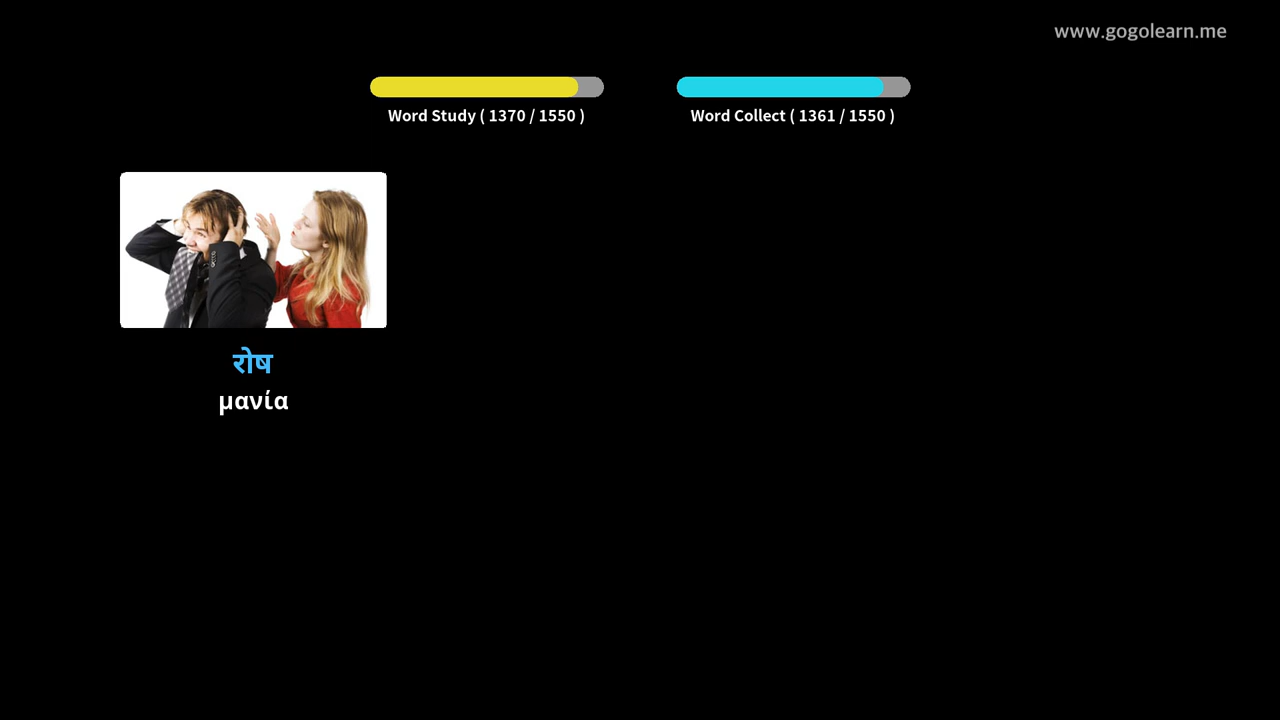 www.gogolearn.me
Word Study ( 1370 / 1550 )
Word Collect ( 1361 / 1550 )
रोष
μανία